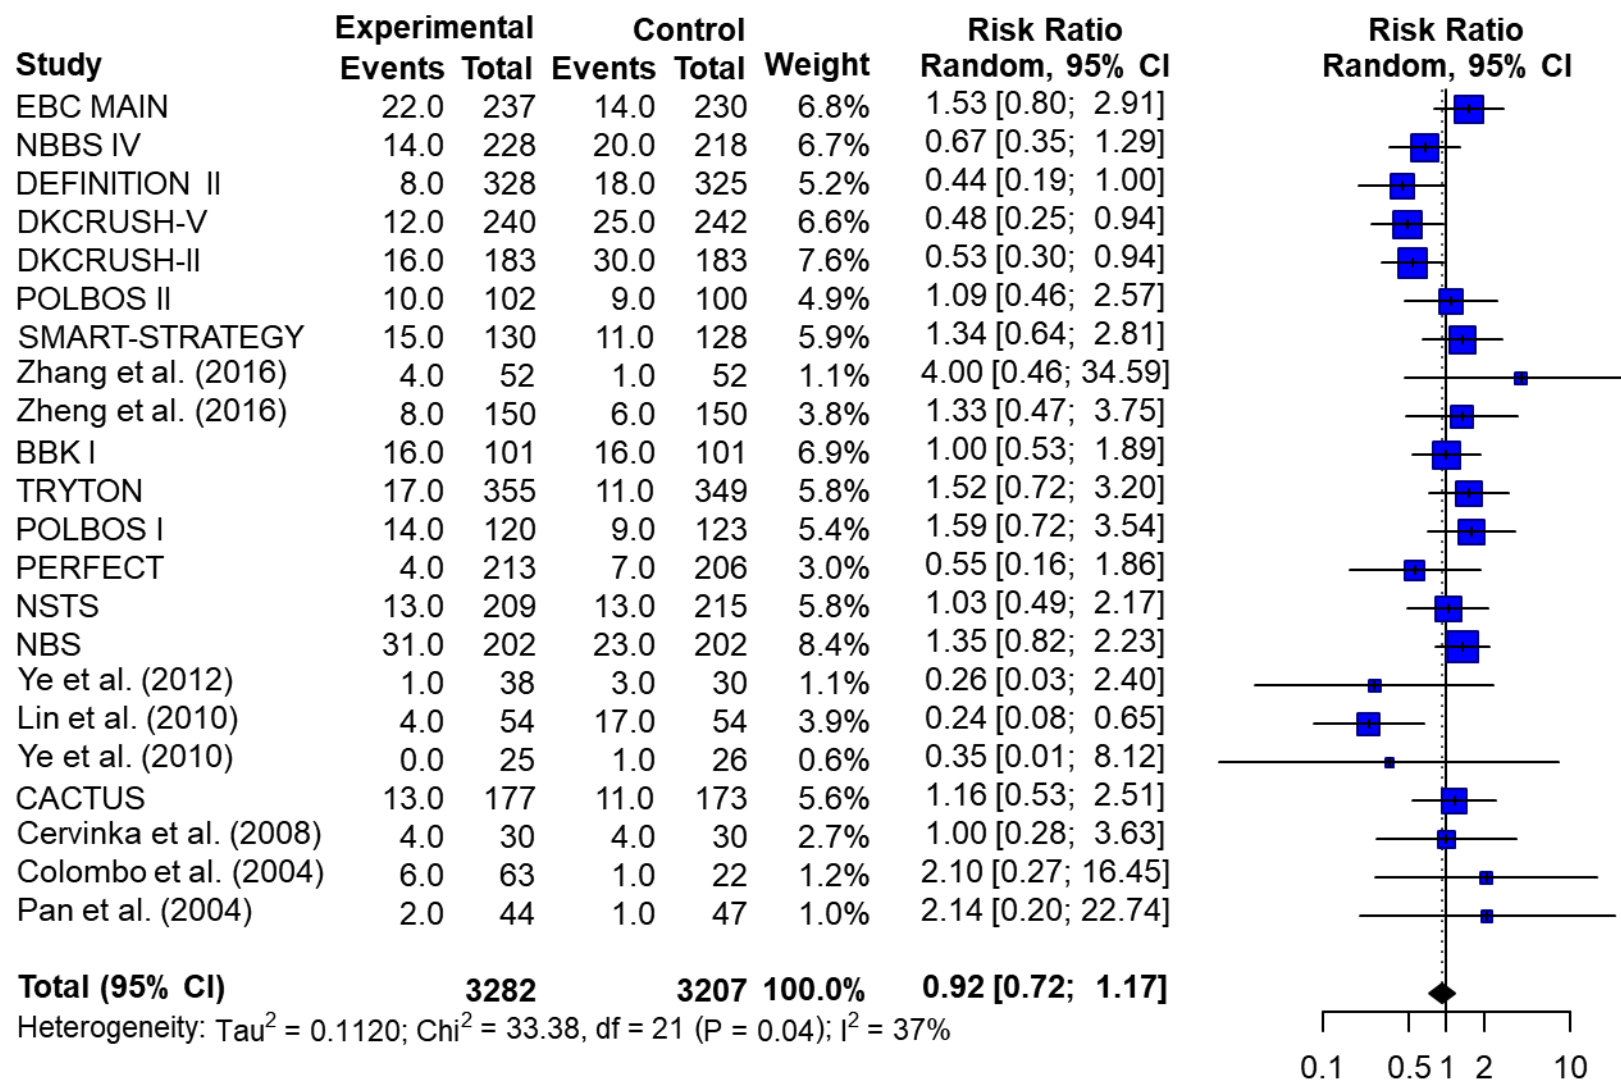 Experimental Control Risk Ratio Risk Ratio
Study Events Total Events Total Weight Random, 95% CI Random, 95% CI
EBC MAIN 22.0 237 14.0 230 6.8% 1.53 [0.80; 2.91]
NBBS IV 14.0 228 20.0 218 6.7% 0.67 [0.35; 1.29]
DEFINITION II 8.0 328 18.0 325 5.2% 0.44 [0.19; 1.00]
DKCRUSH-V 12.0 240 25.0 242 6.6% 0.48 [0.25; 0.94]
DKCRUSH-II 16.0 183 30.0 183 7.6% 0.53 [0.30; 0.94]
POLBOS II 10.0 102 9.0 100 4.9% 1.09 [0.46; 2.57]
SMART-STRATEGY 15.0 130 11.0 128 5.9% 1.34 [0.64; 2.81]
Zhang et al. (2016) 4.0 52 1.0 52 1.1% 4.00 [0.46; 34.59]
Zheng et al. (2016) 8.0 150 6.0 150 3.8% 1.33 [0.47; 3.75]
BBK I 16.0 101 16.0 101 6.9% 1.00 [0.53; 1.89]
TRYTON 17.0 355 11.0 349 5.8% 1.52 [0.72; 3.20]
POLBOS I 14.0 120 9.0 123 5.4% 1.59 [0.72; 3.54]
PERFECT 4.0 213 7.0 206 3.0% 0.55 [0.16; 1.86]
NSTS 13.0 209 13.0 215 5.8% 1.03 [0.49; 2.17]
NBS 31.0 202 23.0 202 8.4% 1.35 [0.82; 2.23]
Ye et al. (2012) 1.0 38 3.0 30 1.1% 0.26 [0.03; 2.40]
Lin et al. (2010) 4.0 54 17.0 54 3.9% 0.24 [0.08; 0.65]
Ye et al. (2010) 0.0 25 1.0 26 0.6% 0.35 [0.01; 8.12]
CACTUS 13.0 177 11.0 173 5.6% 1.16 [0.53; 2.51]
Cervinka et al. (2008) 4.0 30 4.0 30 2.7% 1.00 [0.28; 3.63]
Colombo et al. (2004) 6.0 63 1.0 22 1.2% 2.10 [0.27; 16.45]
Pan et al. (2004) 2.0 44 1.0 47 1.0% 2.14 [0.20; 22.74]
Total (95% CI) 3282 3207 100.0% 0.92 [0.72; 1.17]
Heterogeneity: Tau² = 0.1120; Chi² = 33.38, df = 21 (P = 0.04); I² = 37%
0.1 0.5 1 2 10